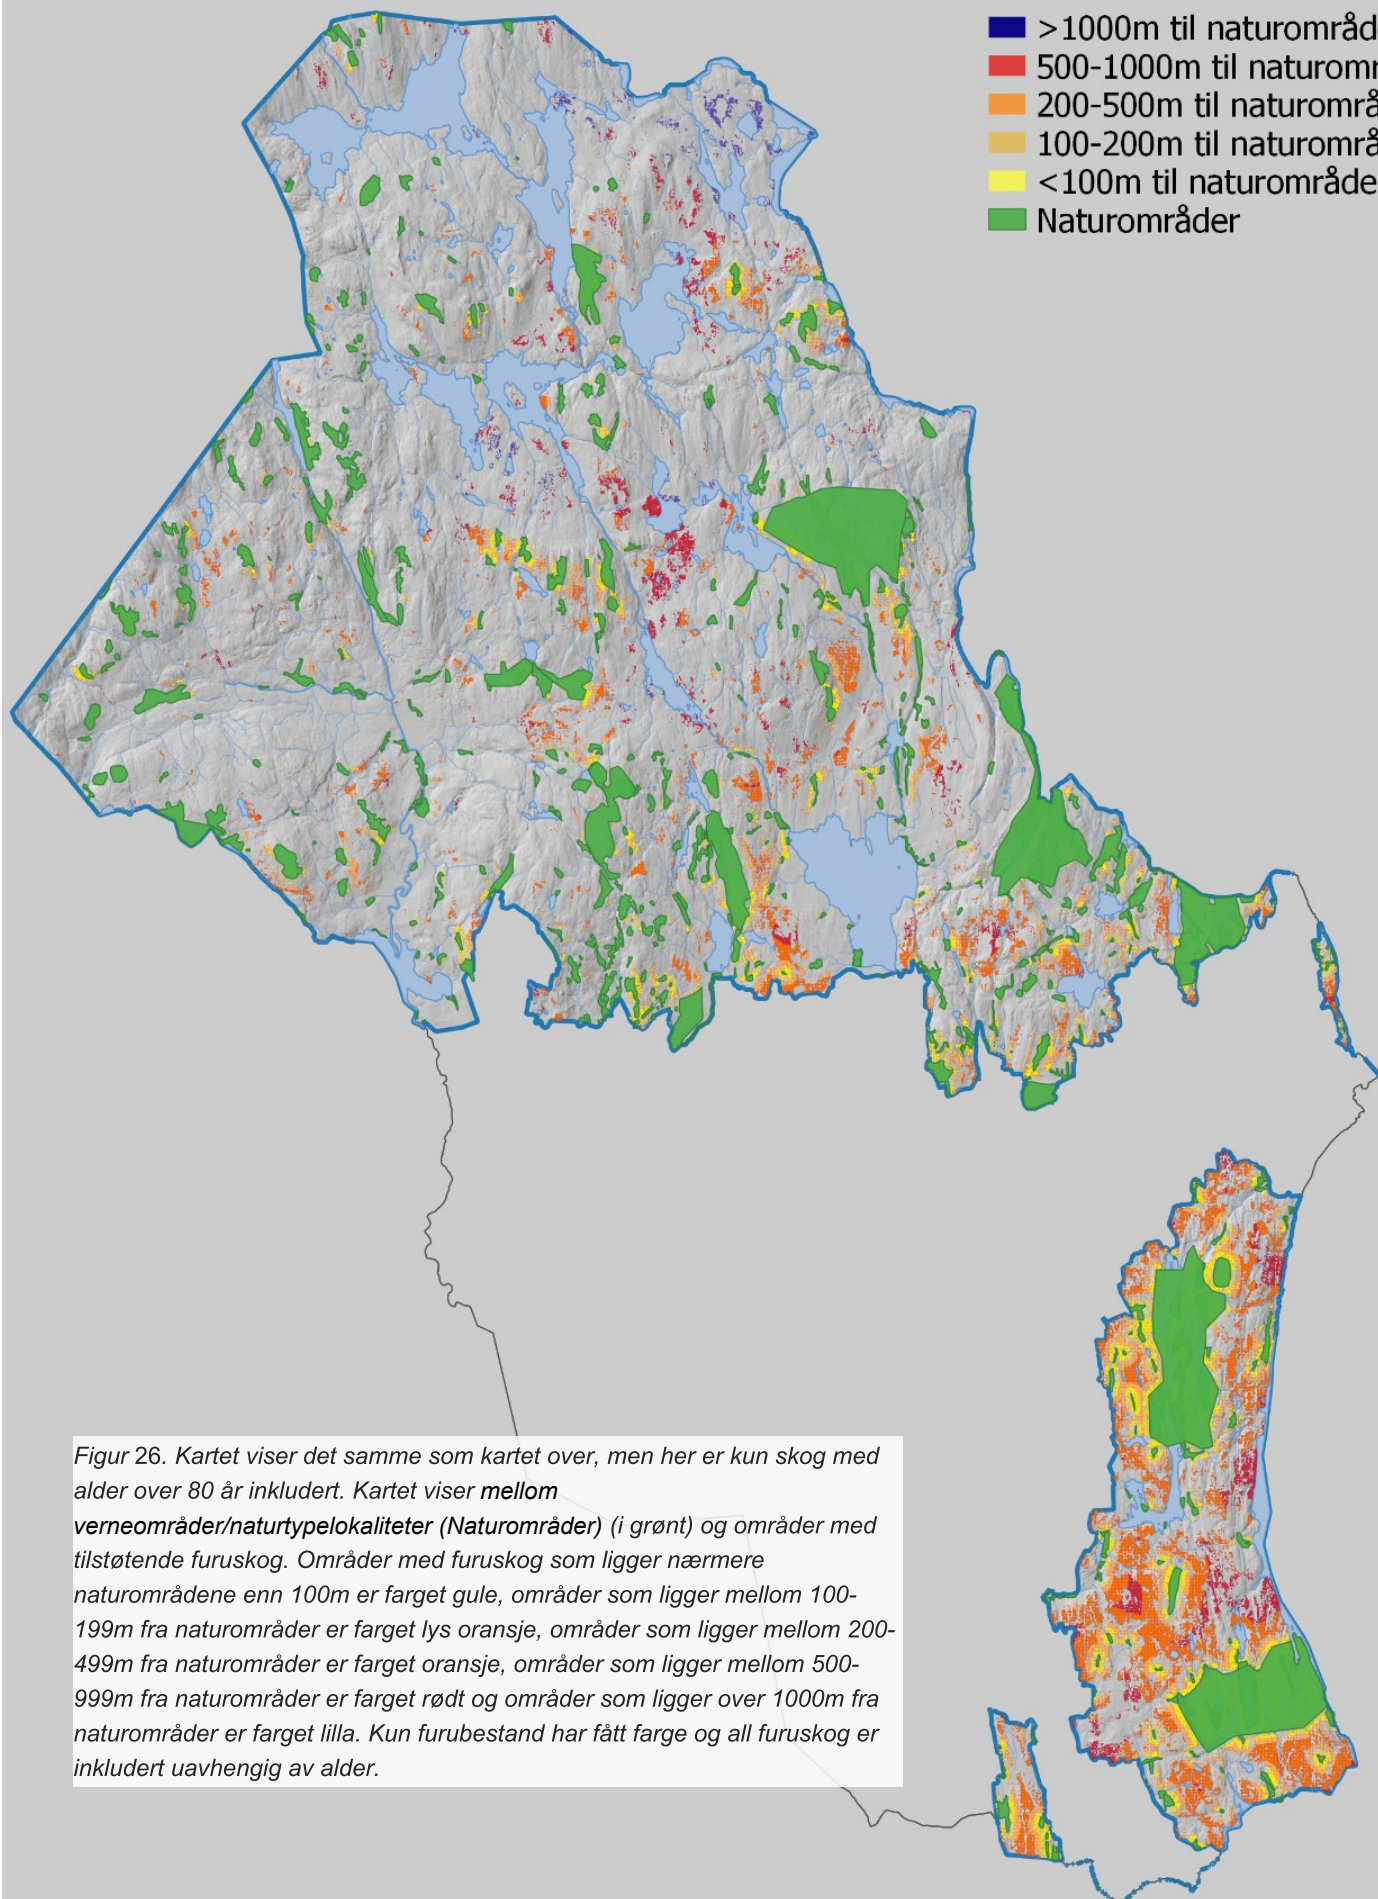 >1000m til naturområd
500-1000m til naturom
200-500m til naturområ
100-200m til naturområ
<100m til naturområde
Naturområder
Figur 26. Kartet viser det samme som kartet over, men her er kun skog med
alder over 80 år inkludert. Kartet viser mellom
verneområder/naturtypelokaliteter (Naturområder) (i grønt) og områder med
tilstøtende furuskog. Områder med furuskog som ligger nærmere
naturområdene enn 100m er farget gule, områder som ligger mellom 100-
199m fra naturområder er farget lys oransje, områder som ligger mellom 200-
499m fra naturområder er farget oransje, områder som ligger mellom 500-
999m fra naturområder er farget rødt og områder som ligger over 1000m fra
naturområder er farget lilla. Kun furubestand har fått farge og all furuskog er
inkludert uavhengig av alder.